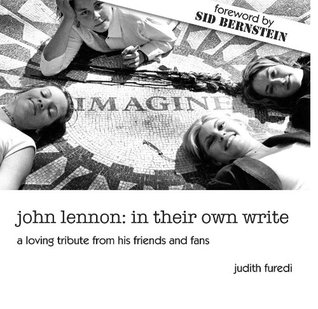 foreword by
SID BERNSTEIN
IMAGINE
john lennon: in their own write
a loving tribute from his friends and fans
judith furedi